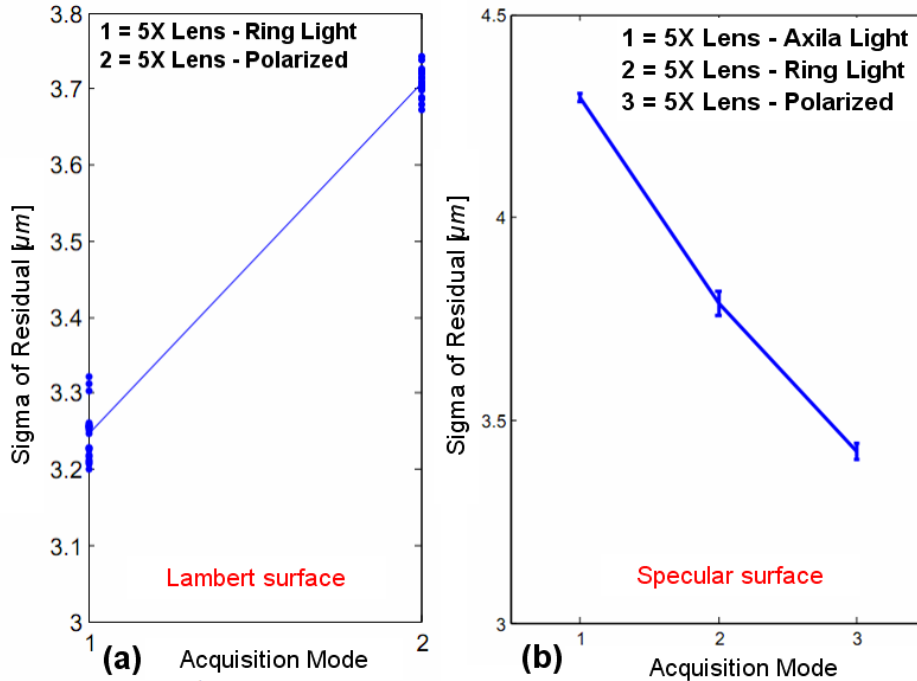 3.8
3.7
3.6
3.5
3.4
3.3
3.2
3.1
3
1 = 5X Lens - Ring Light
2 = 5X Lens - Polarized
Sigma of Residual [µm]
Lambert surface
1
2
(a)
Acquisition Mode
4.5
4
3.5
3
1 = 5X Lens - Axila Light
2 = 5X Lens - Ring Light
3 = 5X Lens - Polarized
Sigma of Residual [µm]
Specular surface
1
2
3
(b)
Acquisition Mode